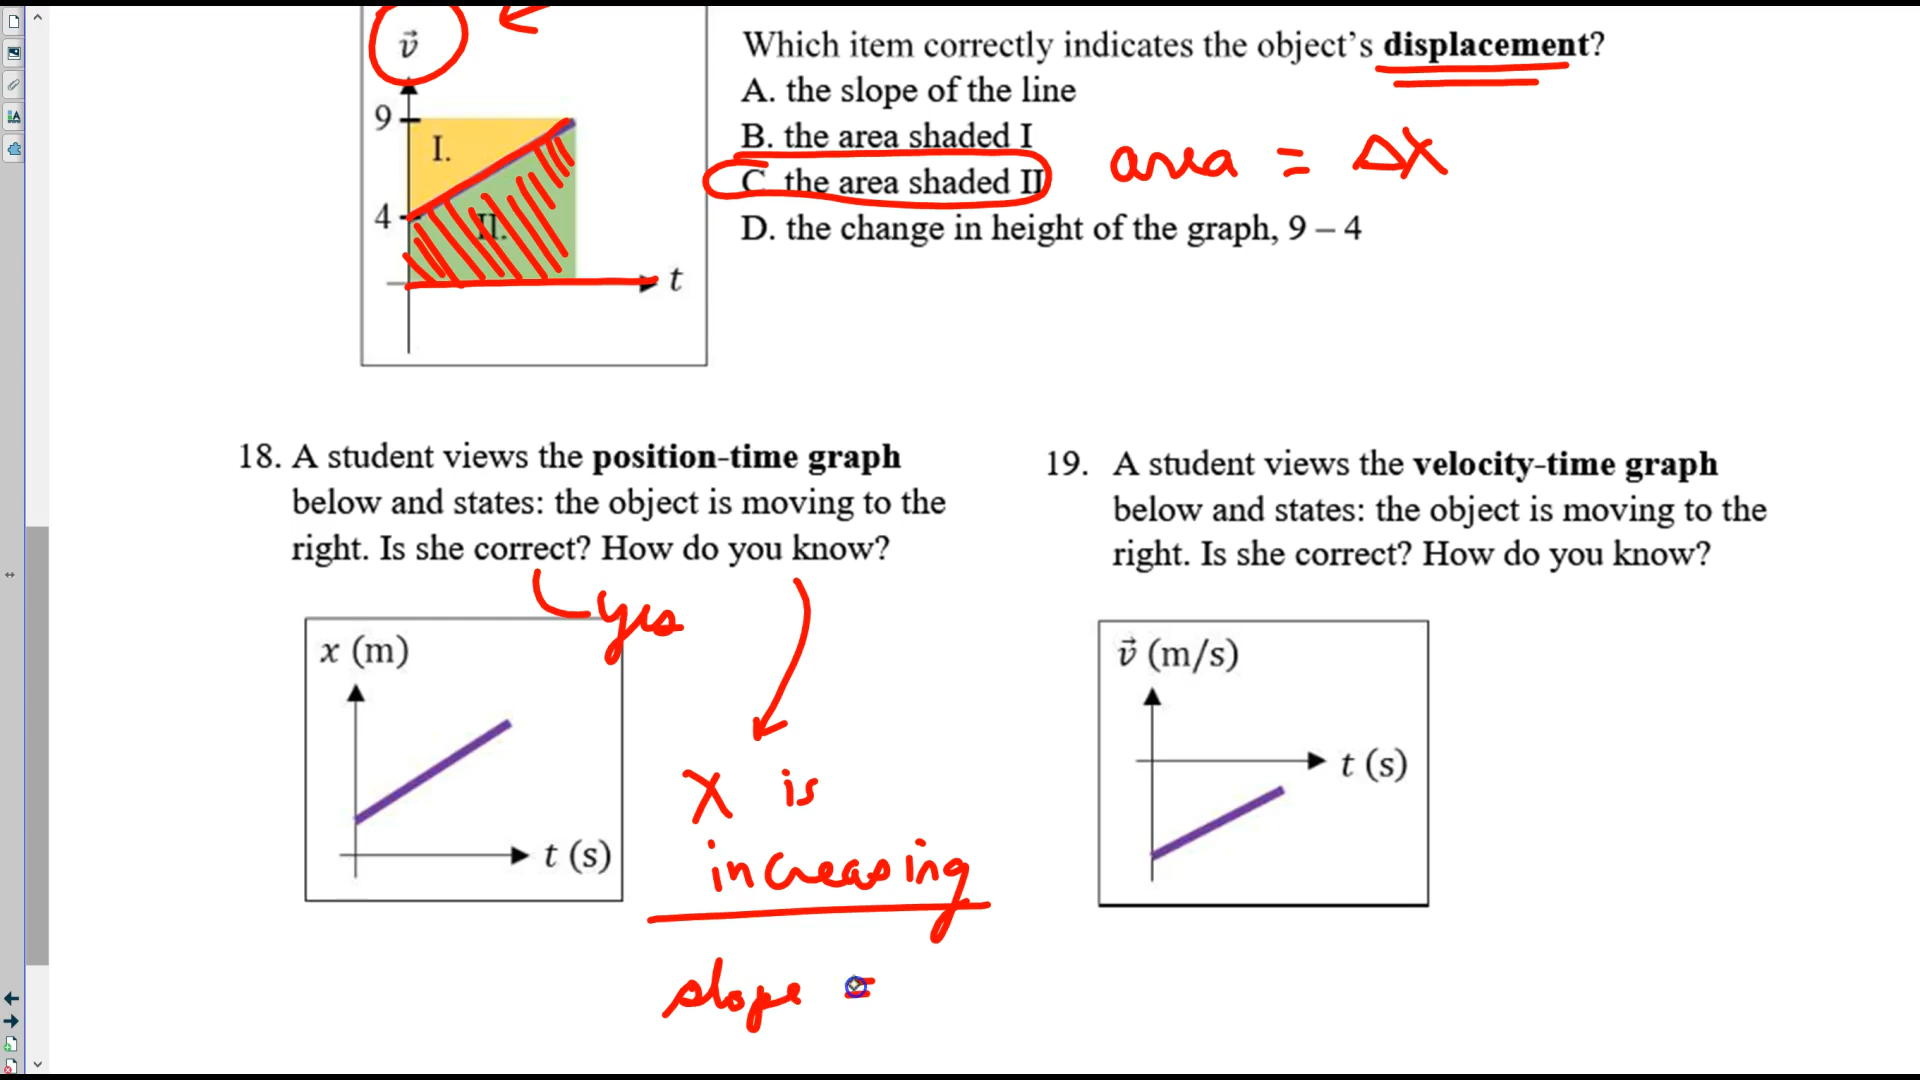 v⃗
Which item correctly indicates the object’s displacement?
A. the slope of the line
9
I.
B. the area shaded I
area = Δx
C. the area shaded II
4
II.
D. the change in height of the graph, 9 – 4
t
18. A student views the position-time graph
below and states: the object is moving to the
right. Is she correct? How do you know?
yes
x (m)
t (s)
x is
increasing
slope =
19. A student views the velocity-time graph
below and states: the object is moving to the
right. Is she correct? How do you know?
v⃗ (m/s)
t (s)